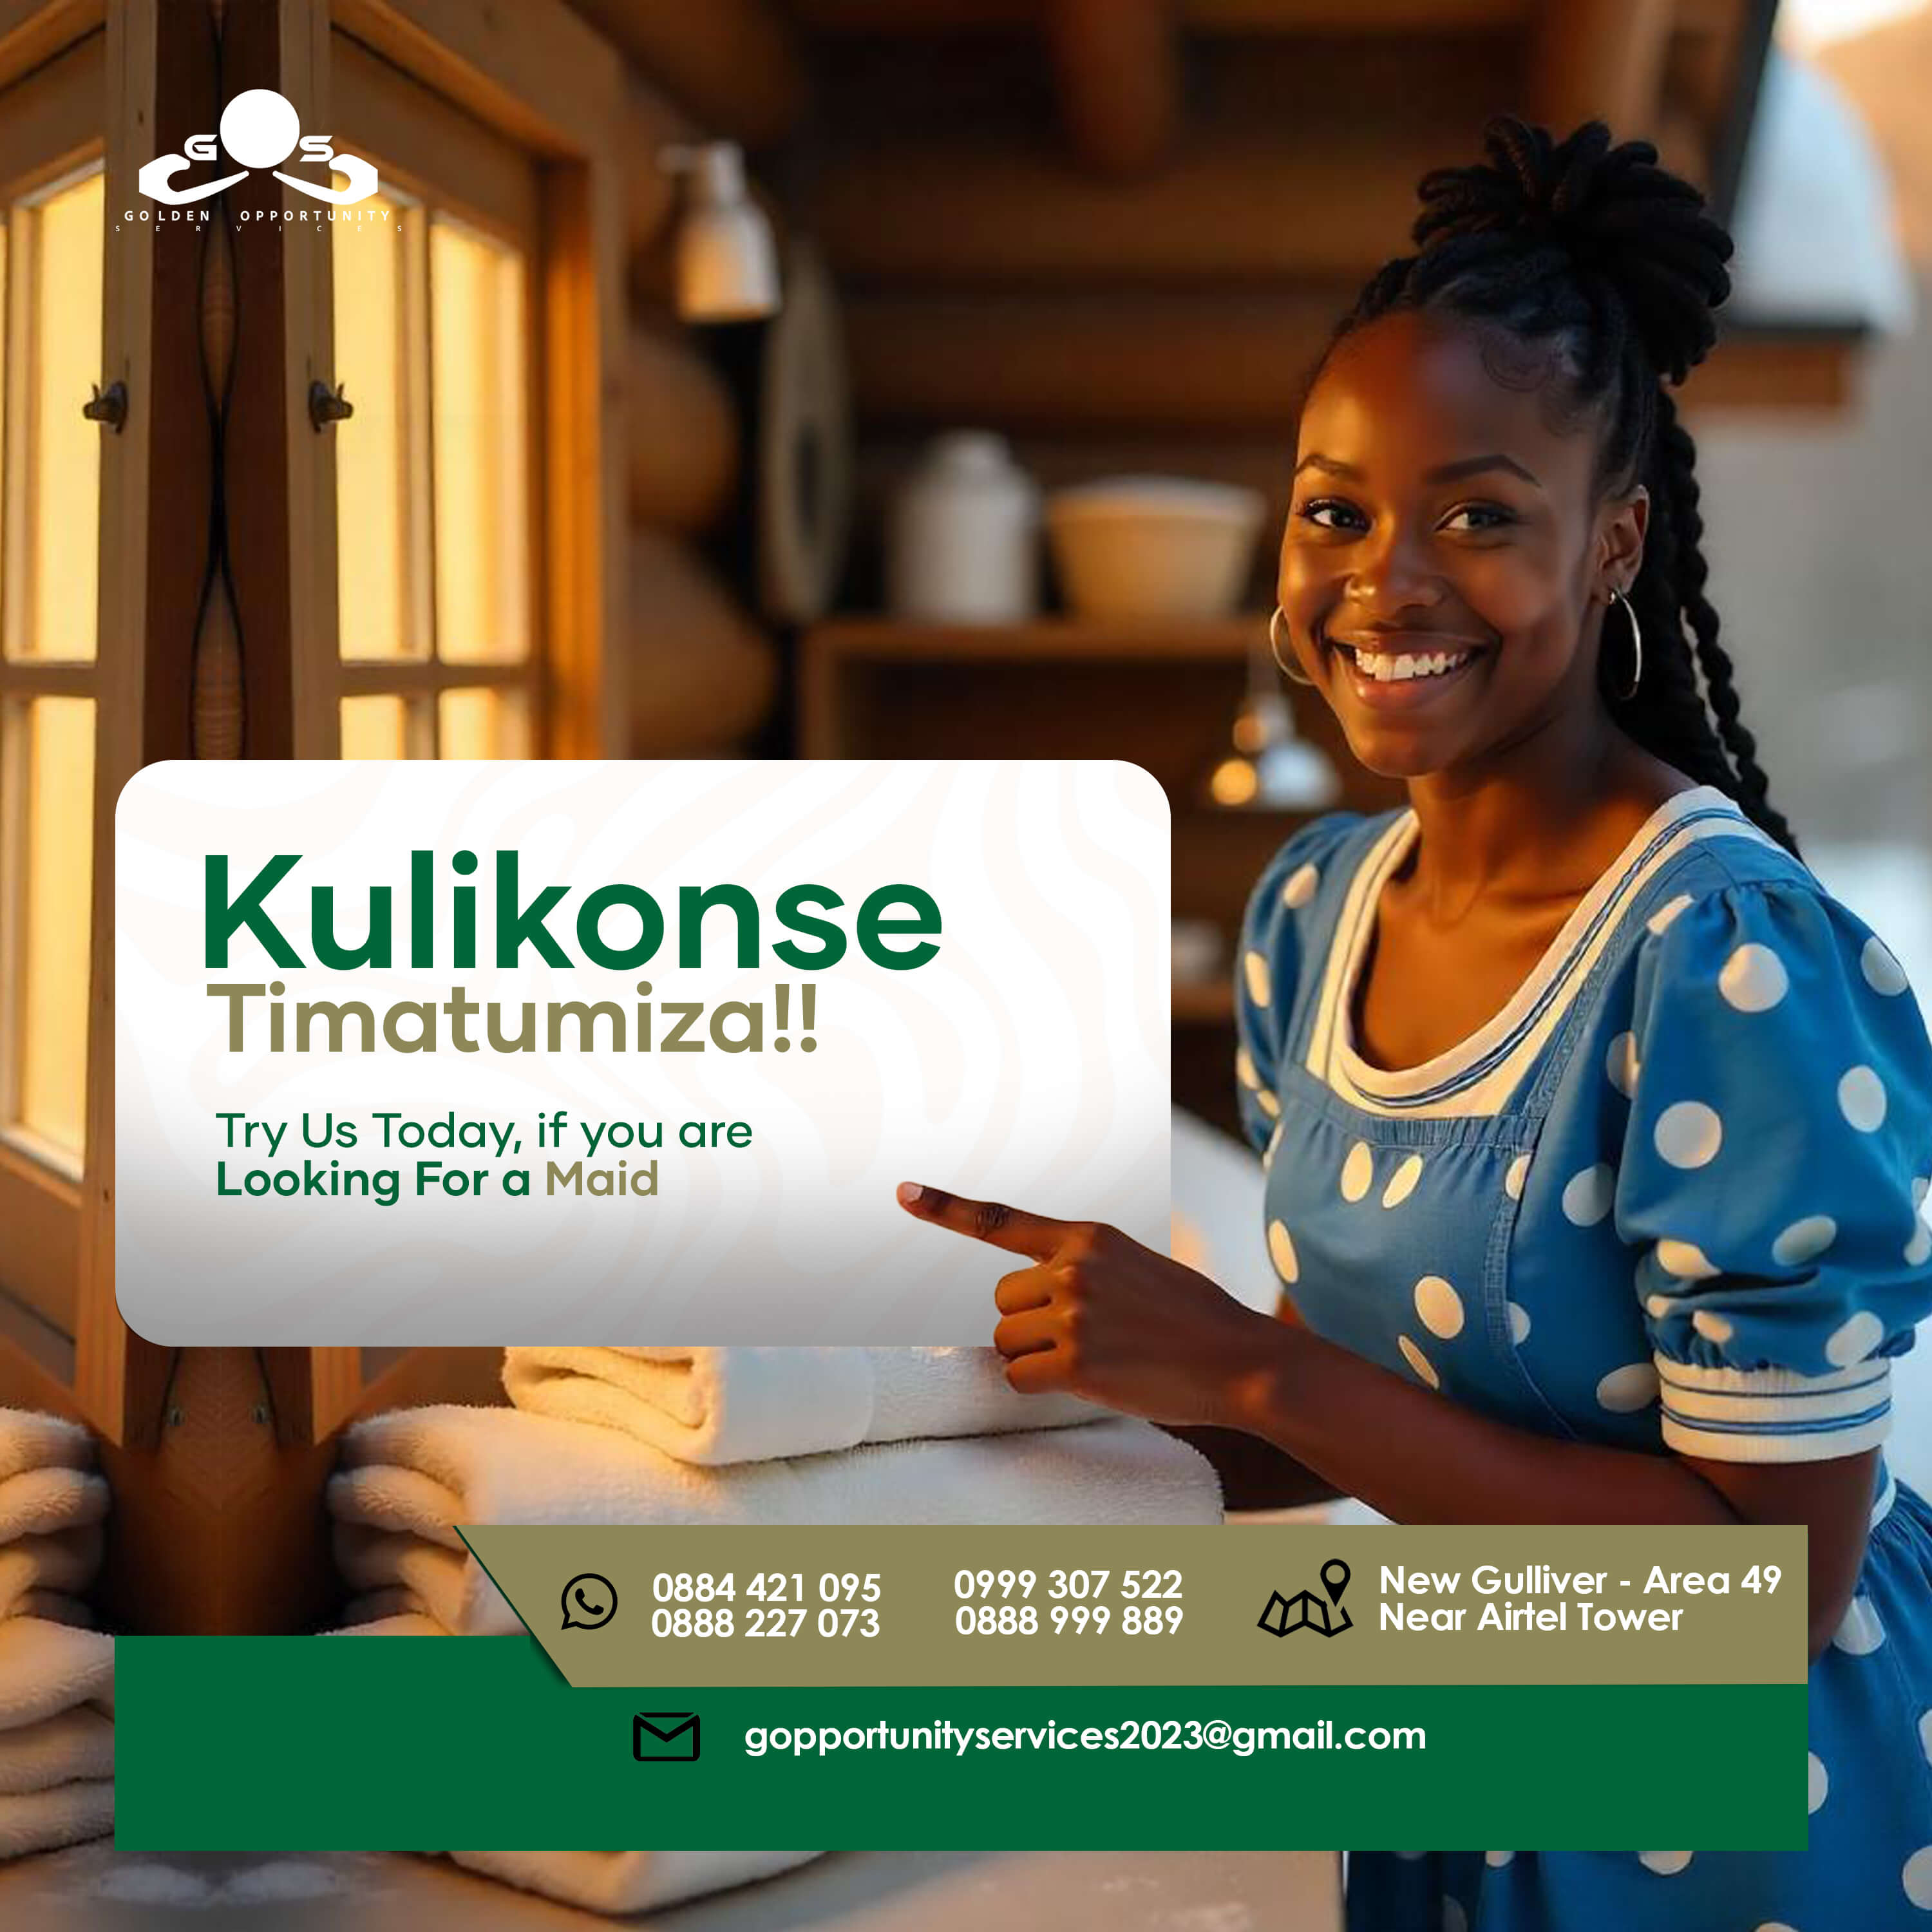 GOS
GOLDEN OPPORTUNITY
SERVICES
Kulikonse
Timatumiza!!
Try Us Today, if you are
Looking For a Maid
0884 421 095
0888 227 073
0999 307 522
0888 999 889
New Gulliver - Area 49
Near Airtel Tower
gopportunityservices2023@gmail.com